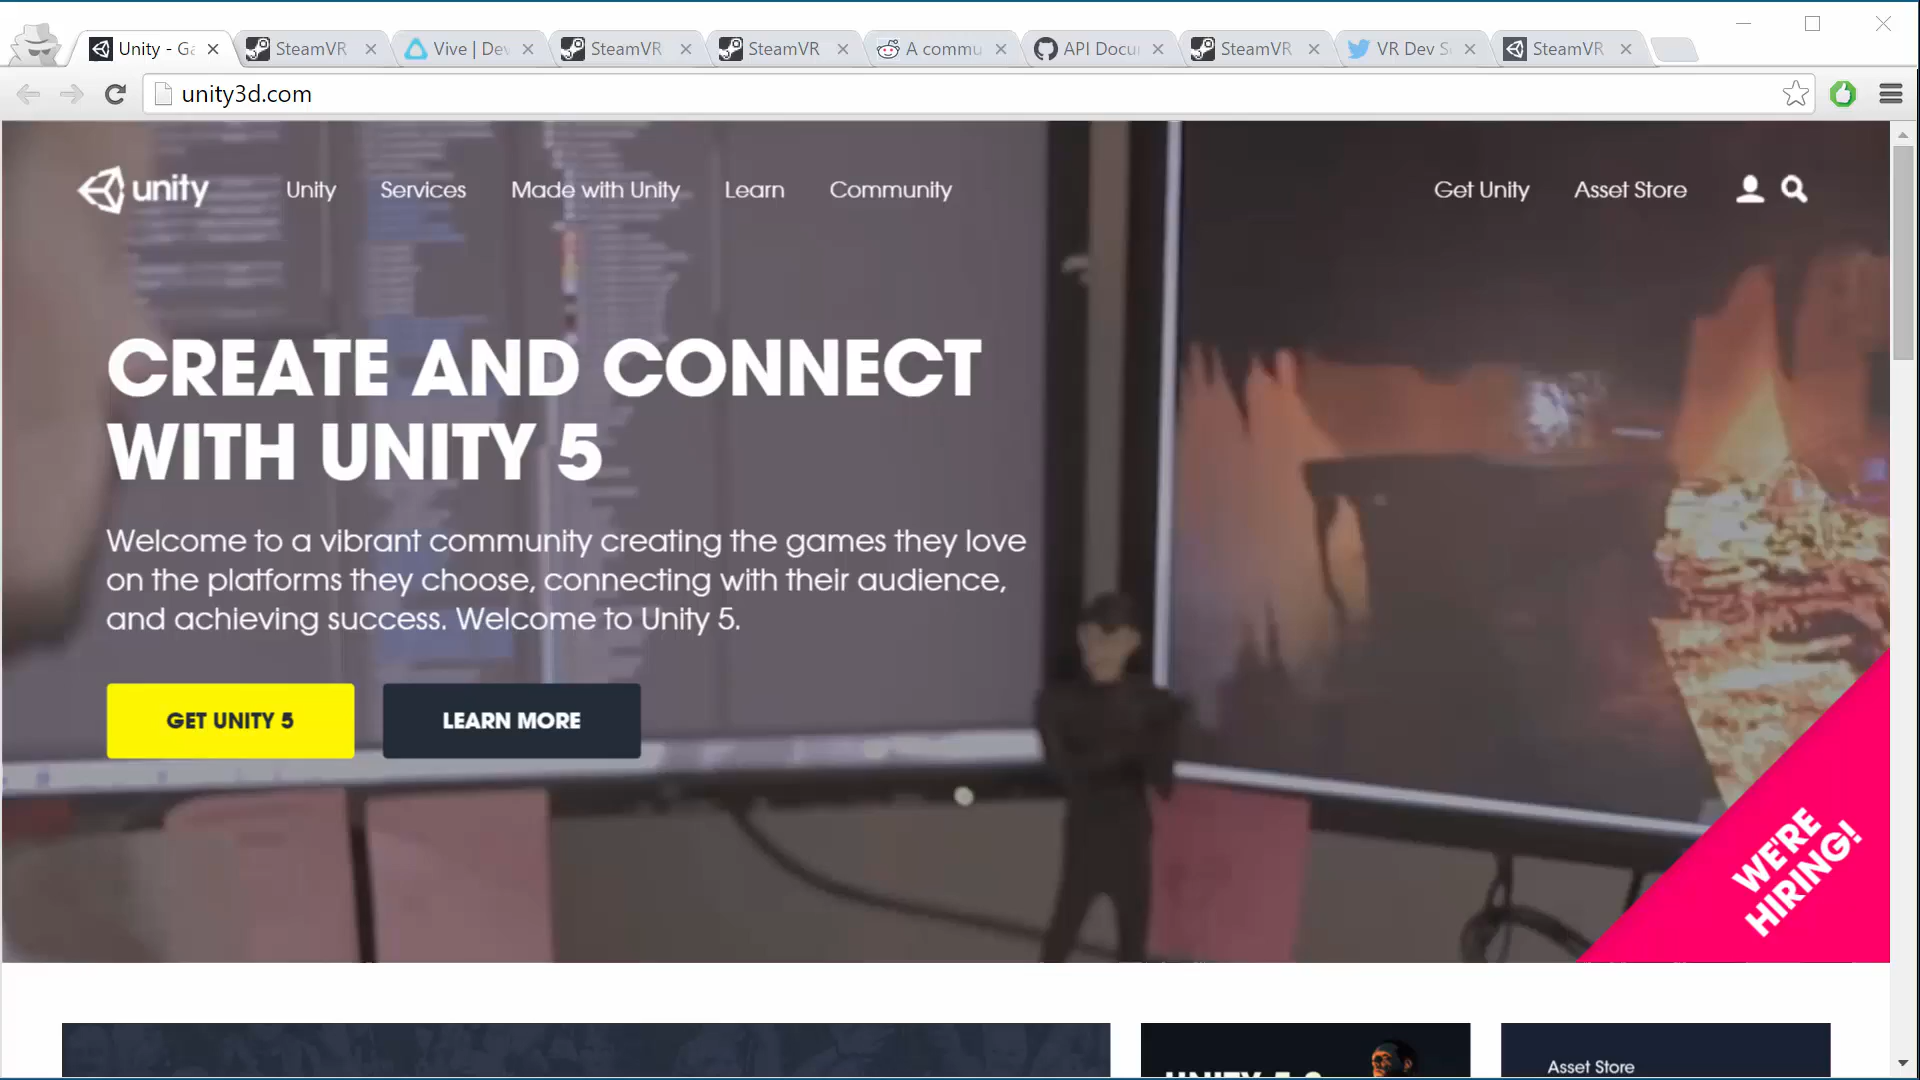 Unity - Ga
SteamVR
Vive | Dev
SteamVR
SteamVR
A commu
API Docu
SteamVR
VR Dev S
SteamVR
unity3d.com
unity
Unity
Services
Made with Unity
Learn
Community
Get Unity
Asset Store
CREATE AND CONNECT
WITH UNITY 5
Welcome to a vibrant community creating the games they love
on the platforms they choose, connecting with their audience,
and achieving success. Welcome to Unity 5.
GET UNITY 5
LEARN MORE
WE'RE
HIRING!
Asset Store